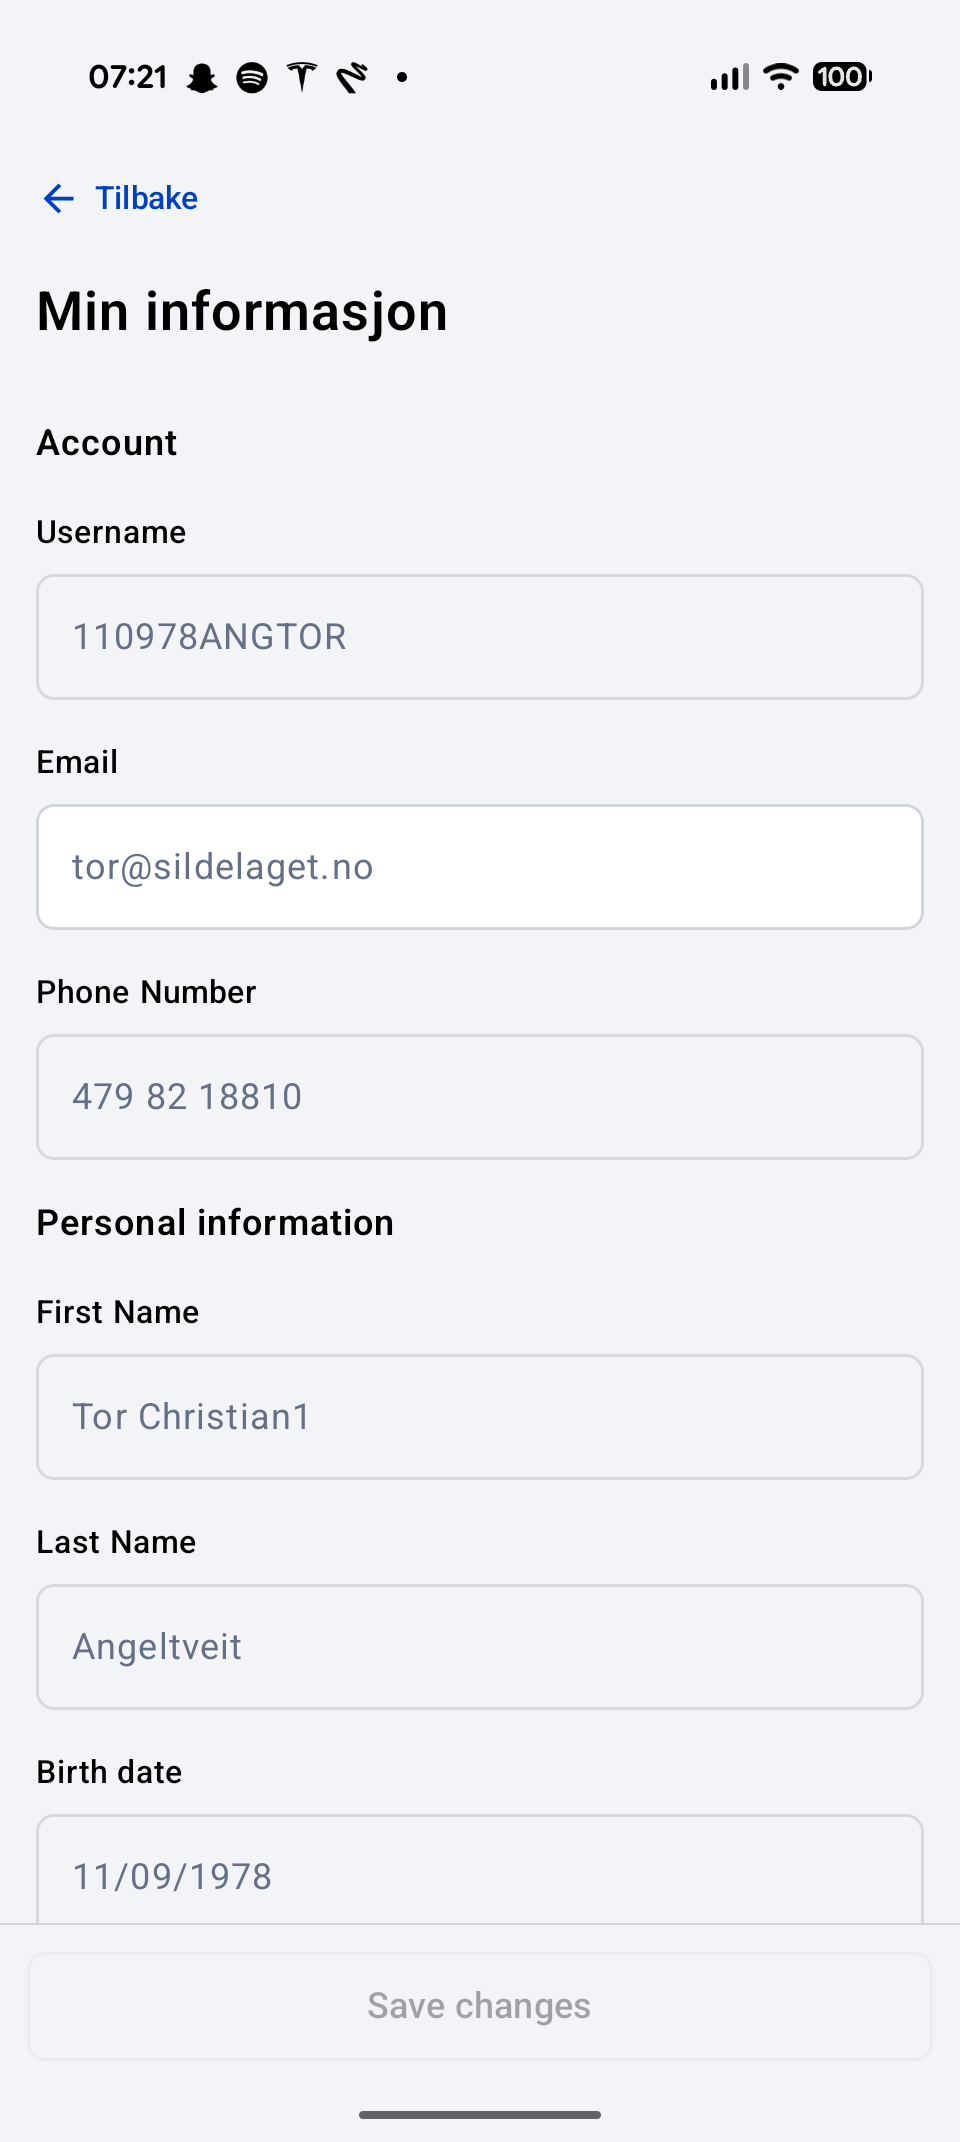 07:21
100
Tilbake
Min informasjon
Account
Username
110978ANGTOR
Email
tor@sildelaget.no
Phone Number
479 82 18810
Personal information
First Name
Tor Christian1
Last Name
Angeltveit
Birth date
11/09/1978
Save changes